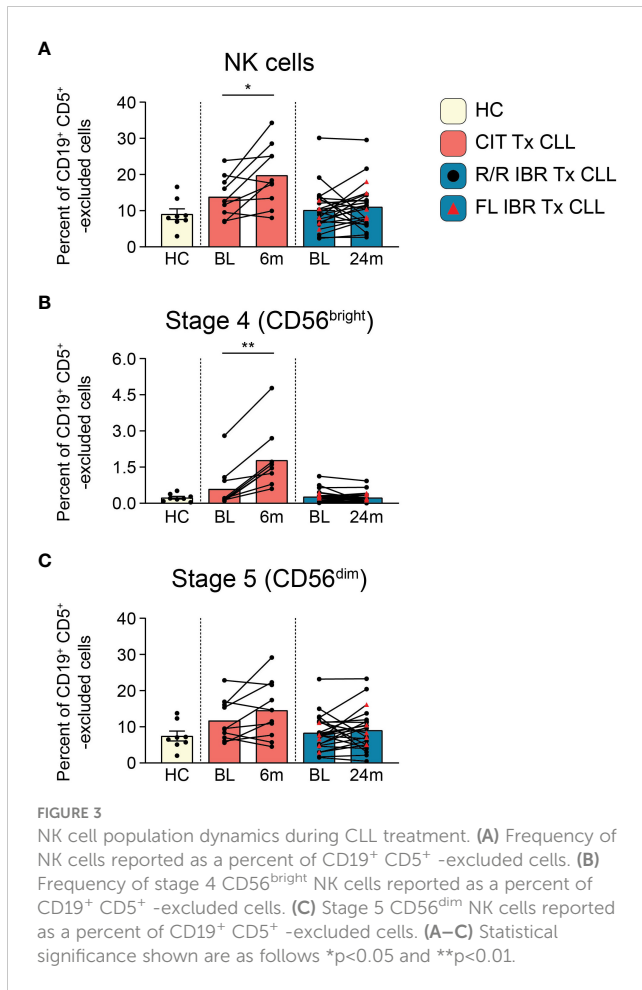 A
NK cells
Percent of CD19⁺ CD5⁺
-excluded cells
40
30
20
10
0
*
HC
BL
6m
BL
24m
HC
CIT Tx CLL
R/R IBR Tx CLL
FL IBR Tx CLL
B
Stage 4 (CD56ᵇʳⁱᵍʰᵗ)
Percent of CD19⁺ CD5⁺
-excluded cells
6.0
4.5
3.0
1.5
0.0
**
HC
BL
6m
BL
24m
C
Stage 5 (CD56ᵈⁱᵐ)
Percent of CD19⁺ CD5⁺
-excluded cells
40
30
20
10
0
HC
BL
6m
BL
24m
FIGURE 3
NK cell population dynamics during CLL treatment. (A) Frequency of
NK cells reported as a percent of CD19⁺ CD5⁺ -excluded cells. (B)
Frequency of stage 4 CD56ᵇʳⁱᵍʰᵗ NK cells reported as a percent of
CD19⁺ CD5⁺ -excluded cells. (C) Stage 5 CD56ᵈⁱᵐ NK cells reported
as a percent of CD19⁺ CD5⁺ -excluded cells. (A–C) Statistical
significance shown are as follows *p<0.05 and **p<0.01.